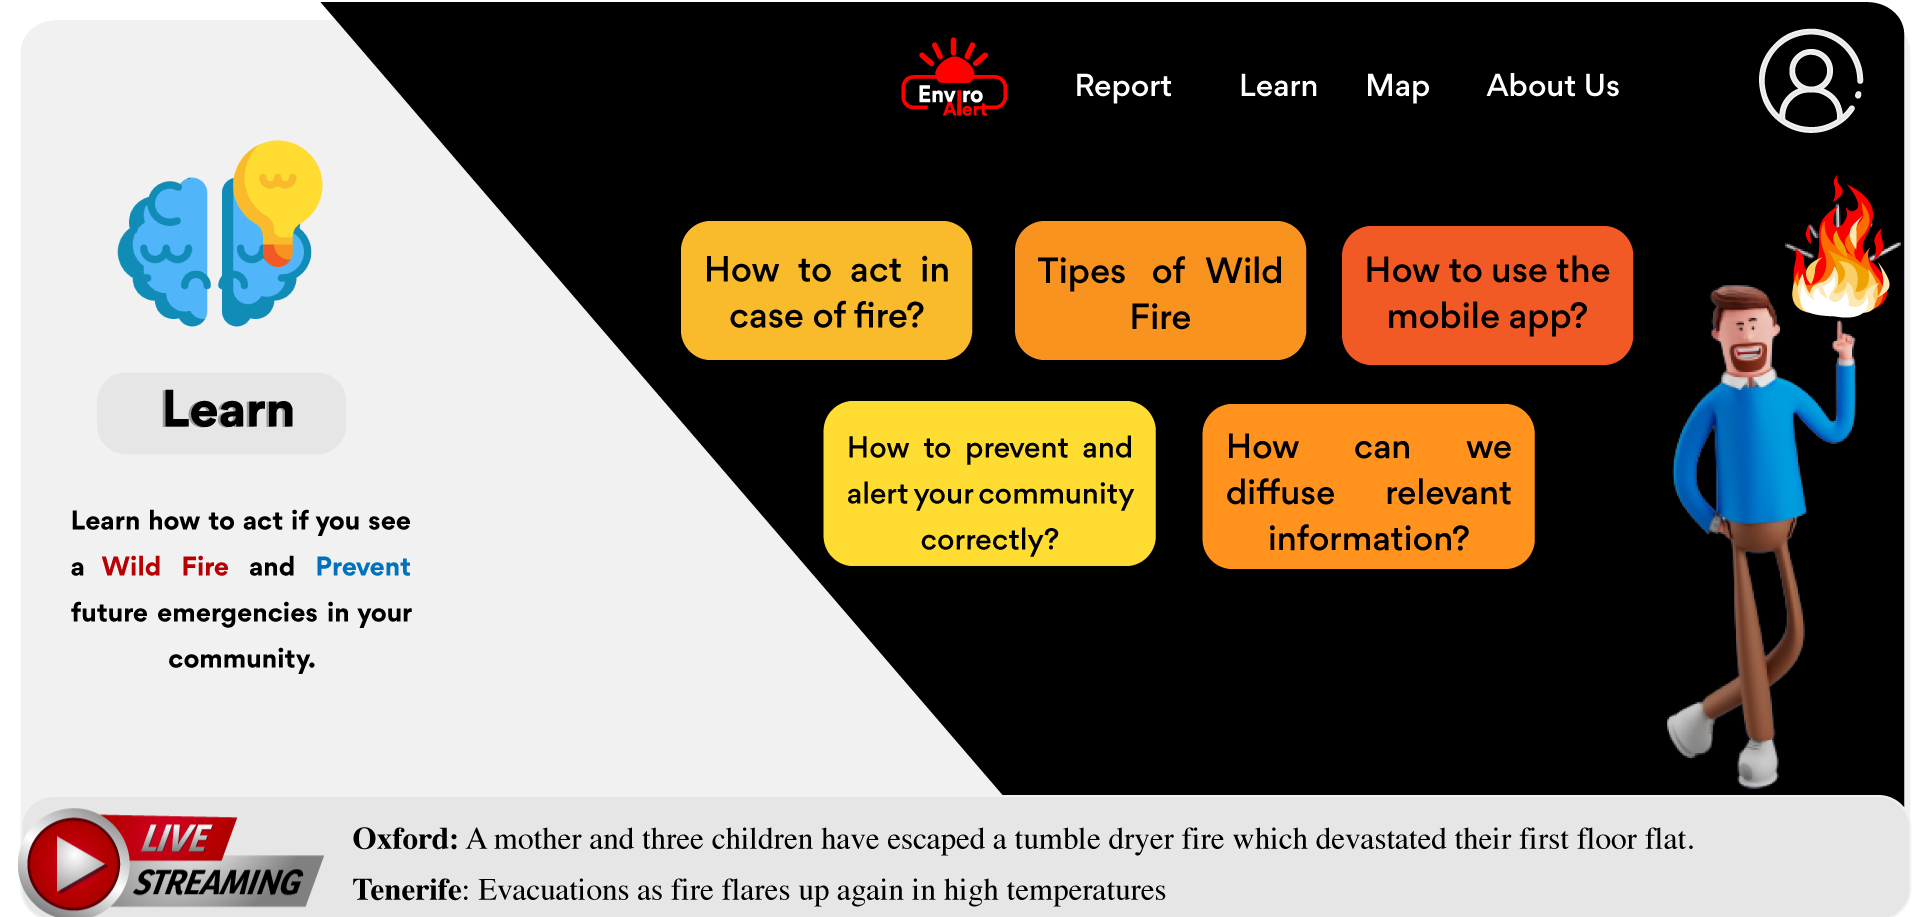 Enviro
Alert
Report
Learn
Map
About Us
How to act in
case of fire?
Tipes of Wild
Fire
How to use the
mobile app?
How to prevent and
alert your community
correctly?
How can we
diffuse relevant
information?
Learn
Learn how to act if you see
a Wild Fire and Prevent
future emergencies in your
community.
LIVE
STREAMING
Oxford: A mother and three children have escaped a tumble dryer fire which devastated their first floor flat.
Tenerife: Evacuations as fire flares up again in high temperatures